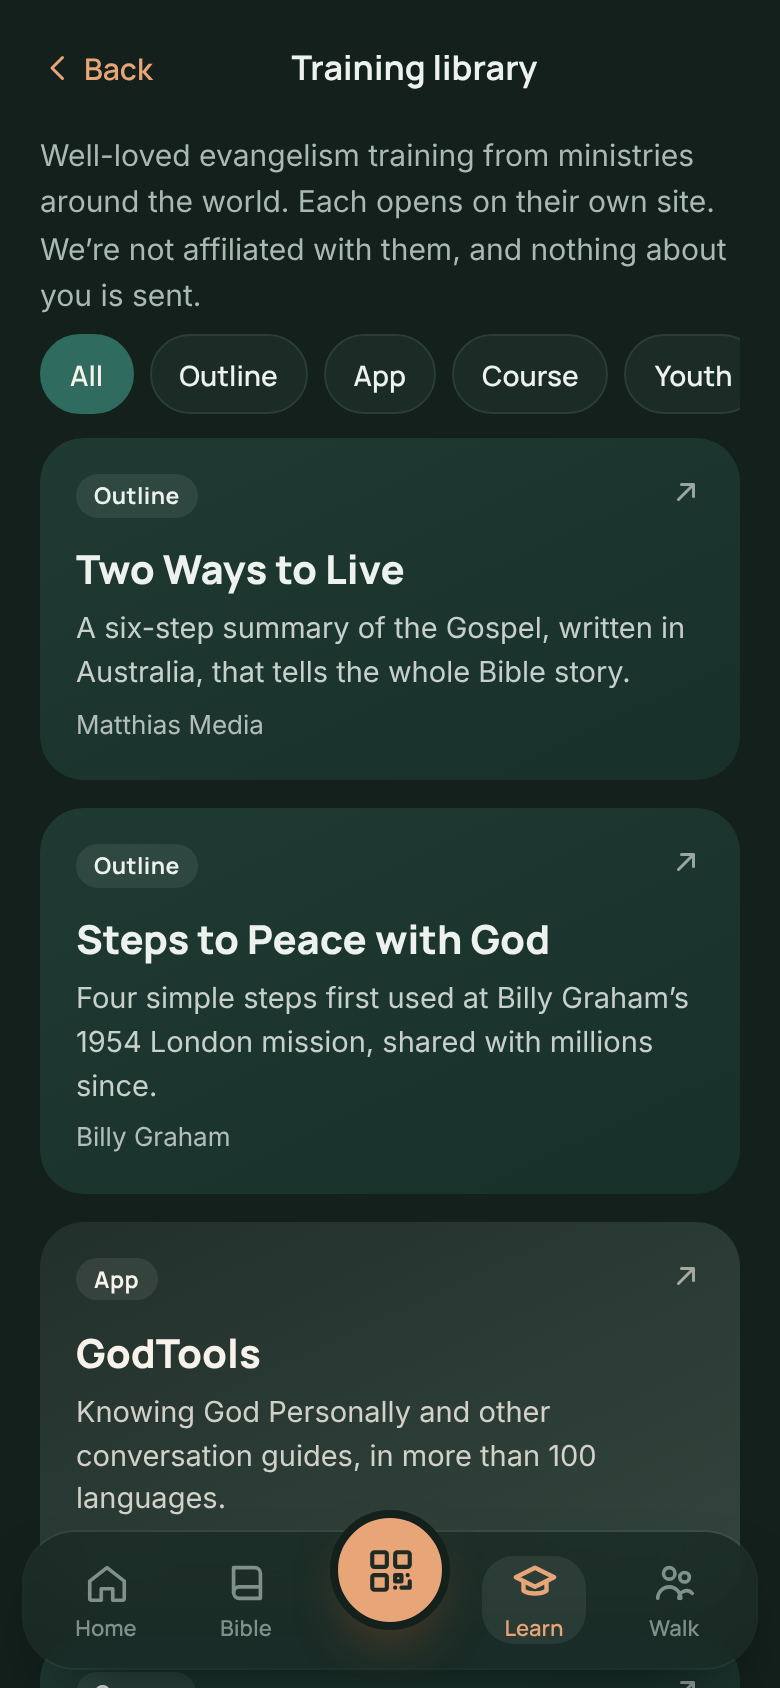 Back
Training library
Well-loved evangelism training from ministries
around the world. Each opens on their own site.
We’re not affiliated with them, and nothing about
you is sent.
All
Outline
App
Course
Youth
Outline
Two Ways to Live
A six-step summary of the Gospel, written in
Australia, that tells the whole Bible story.
Matthias Media
Outline
Steps to Peace with God
Four simple steps first used at Billy Graham’s
1954 London mission, shared with millions
since.
Billy Graham
App
GodTools
Knowing God Personally and other
conversation guides, in more than 100
languages.
Home
Bible
Learn
Walk